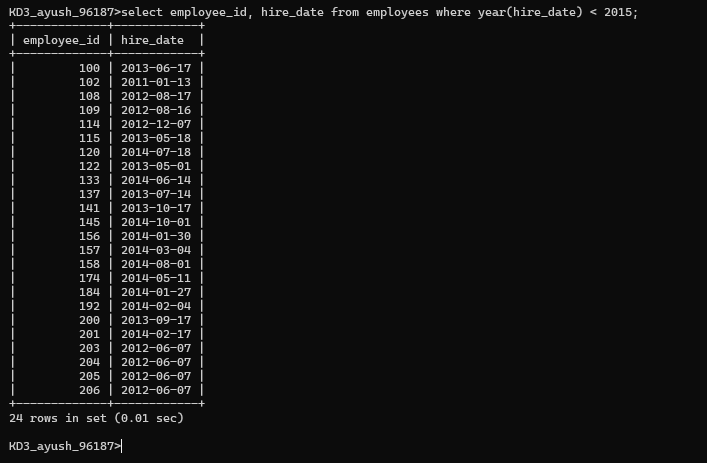 KD3_ayush_96187>select employee_id, hire_date from employees where year(hire_date) < 2015;
+-------------+------------+
| employee_id | hire_date  |
+-------------+------------+
|         100 | 2013-06-17 |
|         102 | 2011-01-13 |
|         108 | 2012-08-17 |
|         109 | 2012-08-16 |
|         114 | 2012-12-07 |
|         115 | 2013-05-18 |
|         120 | 2014-07-18 |
|         122 | 2013-05-01 |
|         133 | 2014-06-14 |
|         137 | 2013-07-14 |
|         141 | 2013-10-17 |
|         145 | 2014-10-01 |
|         156 | 2014-01-30 |
|         157 | 2014-03-04 |
|         158 | 2014-08-01 |
|         174 | 2014-05-11 |
|         184 | 2014-01-27 |
|         192 | 2014-02-04 |
|         200 | 2013-09-17 |
|         201 | 2014-02-17 |
|         203 | 2012-06-07 |
|         204 | 2012-06-07 |
|         205 | 2012-06-07 |
|         206 | 2012-06-07 |
+-------------+------------+
24 rows in set (0.01 sec)
KD3_ayush_96187>